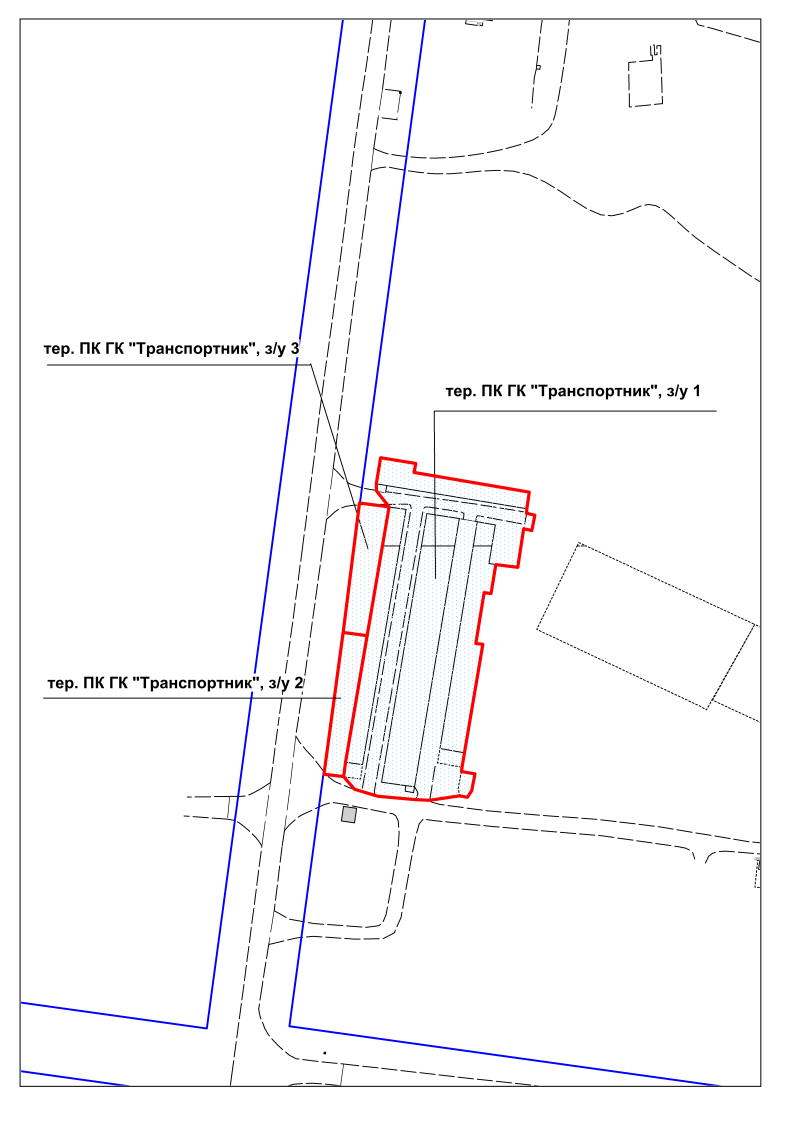 тер. ПК ГК "Транспортник", з/у 3
тер. ПК ГК "Транспортник", з/у 1
тер. ПК ГК "Транспортник", з/у 2